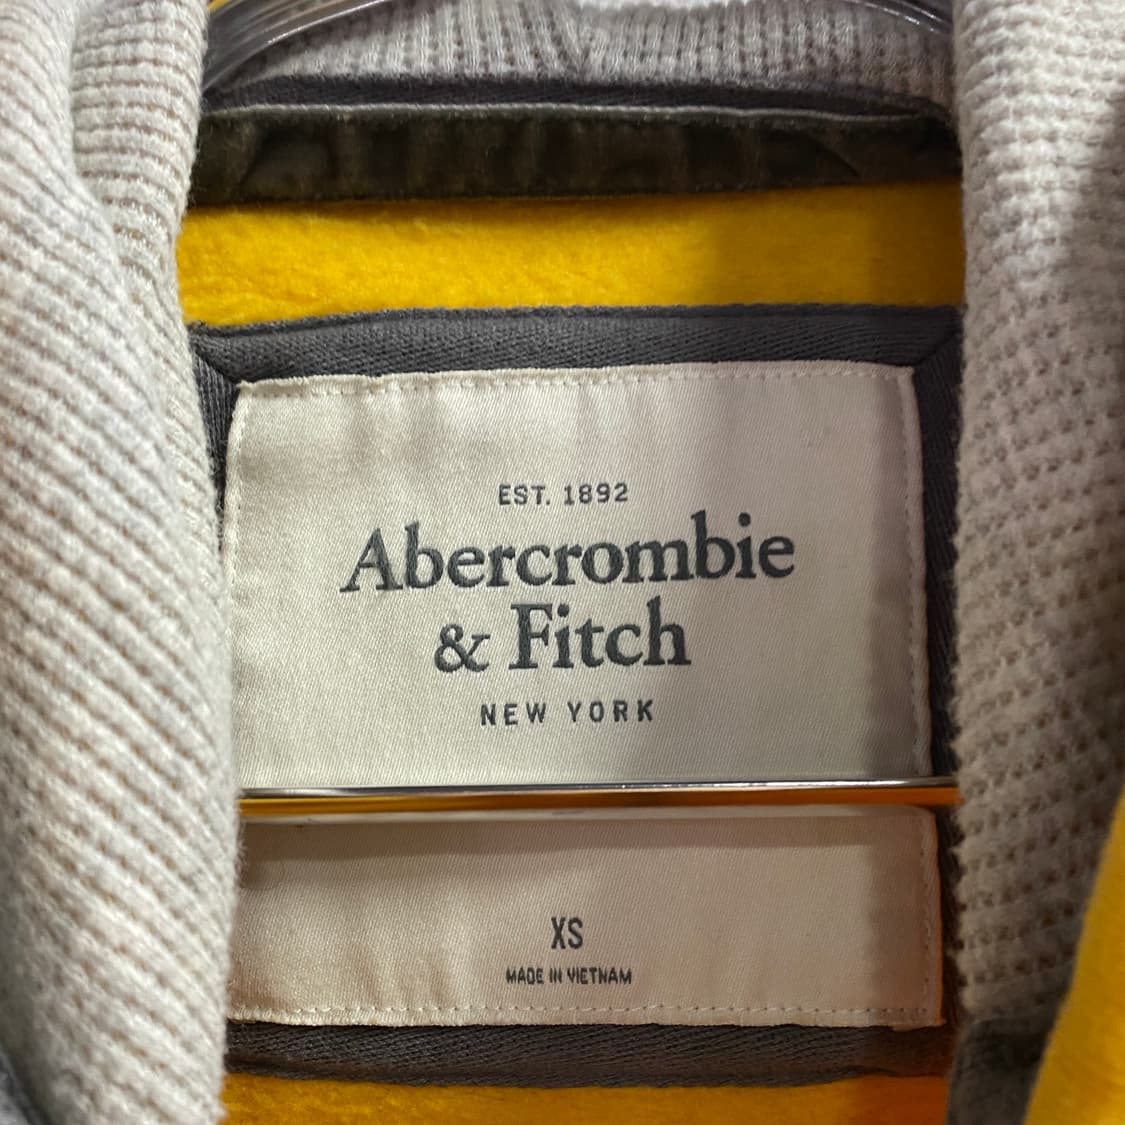 EST. 1892
Abercrombie
& Fitch
NEW YORK
XS
MADE IN VIETNAM